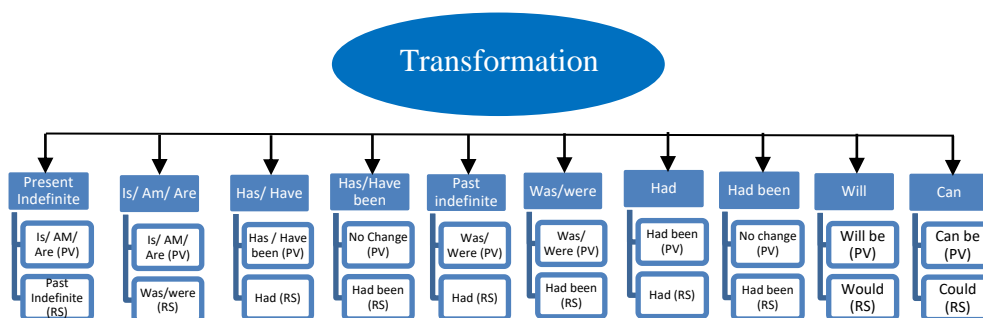 Transformation
Present
Indefinite
Is/ AM/
Are (PV)
Past
Indefinite
(RS)
Is/ Am/ Are
Is/ AM/
Are (PV)
Was/were
(RS)
Has/ Have
Has / Have
been (PV)
Had (RS)
Has/Have
been
No Change
(PV)
Had been
(RS)
Past
indefinite
Was/
Were (PV)
Had (RS)
Was/were
Was/
Were (PV)
Had been
(RS)
Had
Had been
(PV)
Had (RS)
Had been
No change
(PV)
Had been
(RS)
Will
Will be
(PV)
Would
(RS)
Can
Can be
(PV)
Could
(RS)